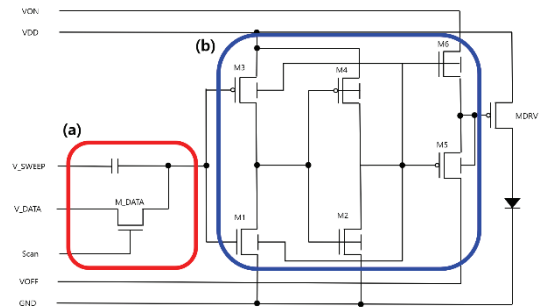 VON
VDD
(b)
M6
M3
M4
MDRV
(a)
V_SWEEP
M5
M_DATA
V_DATA
M1
M2
Scan
VOFF
GND